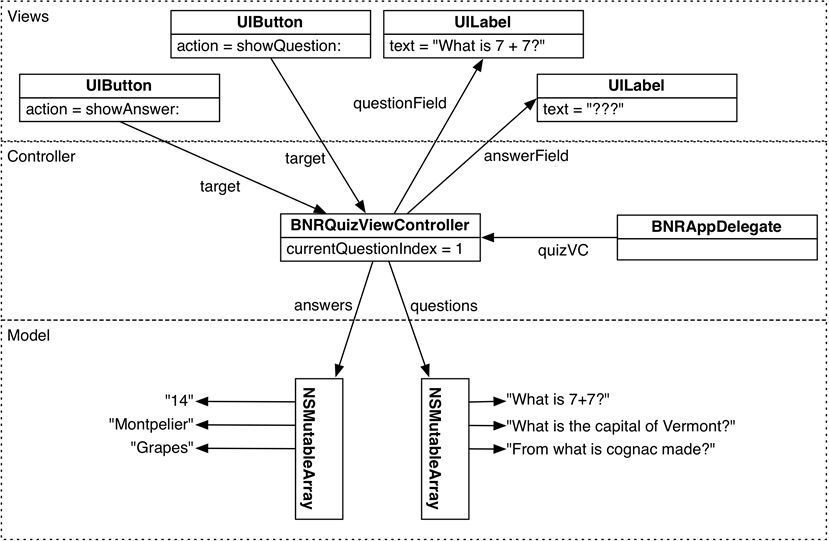 Views
UIButton
action = showQuestion:
UILabel
text = "What is 7 + 7?"
UIButton
action = showAnswer:
questionField
UILabel
text = "???"
Controller
target
target
answerField
BNRQuizViewController
currentQuestionIndex = 1
BNRAppDelegate
quizVC
answers
questions
Model
NSMutableArray
"14"
"Montpelier"
"Grapes"
NSMutableArray
"What is 7+7?"
"What is the capital of Vermont?"
"From what is cognac made?"